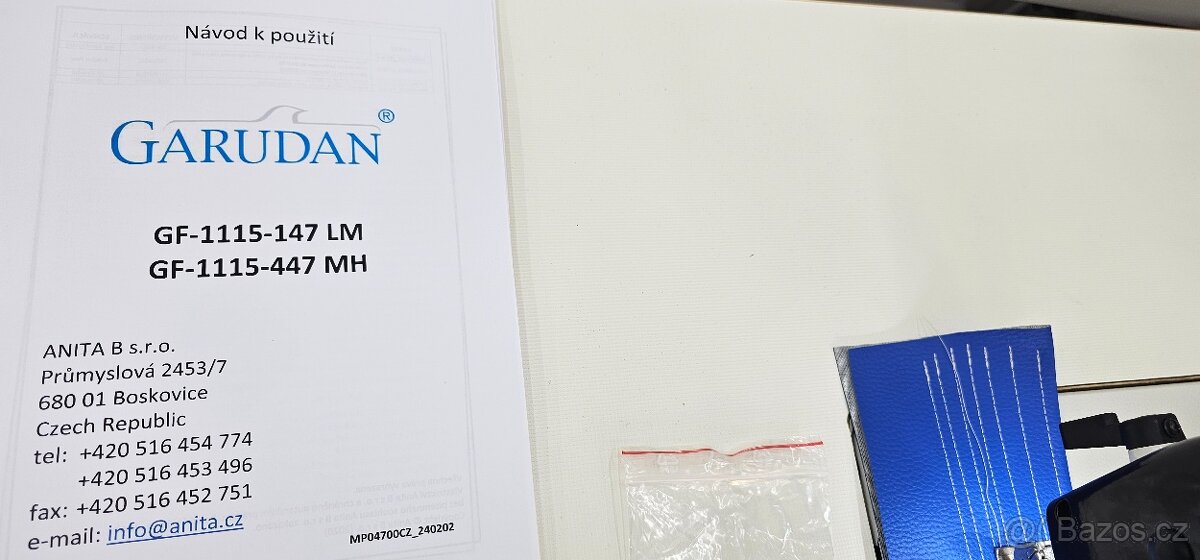 Návod k použití
GARUDAN®
GF-1115-147 LM
GF-1115-447 MH
ANITA B s.r.o.
Průmyslová 2453/7
680 01 Boskovice
Czech Republic
tel: +420 516 454 774
+420 516 453 496
fax: +420 516 452 751
e-mail: info@anita.cz
MP04700CZ_240202
Bazos.cz